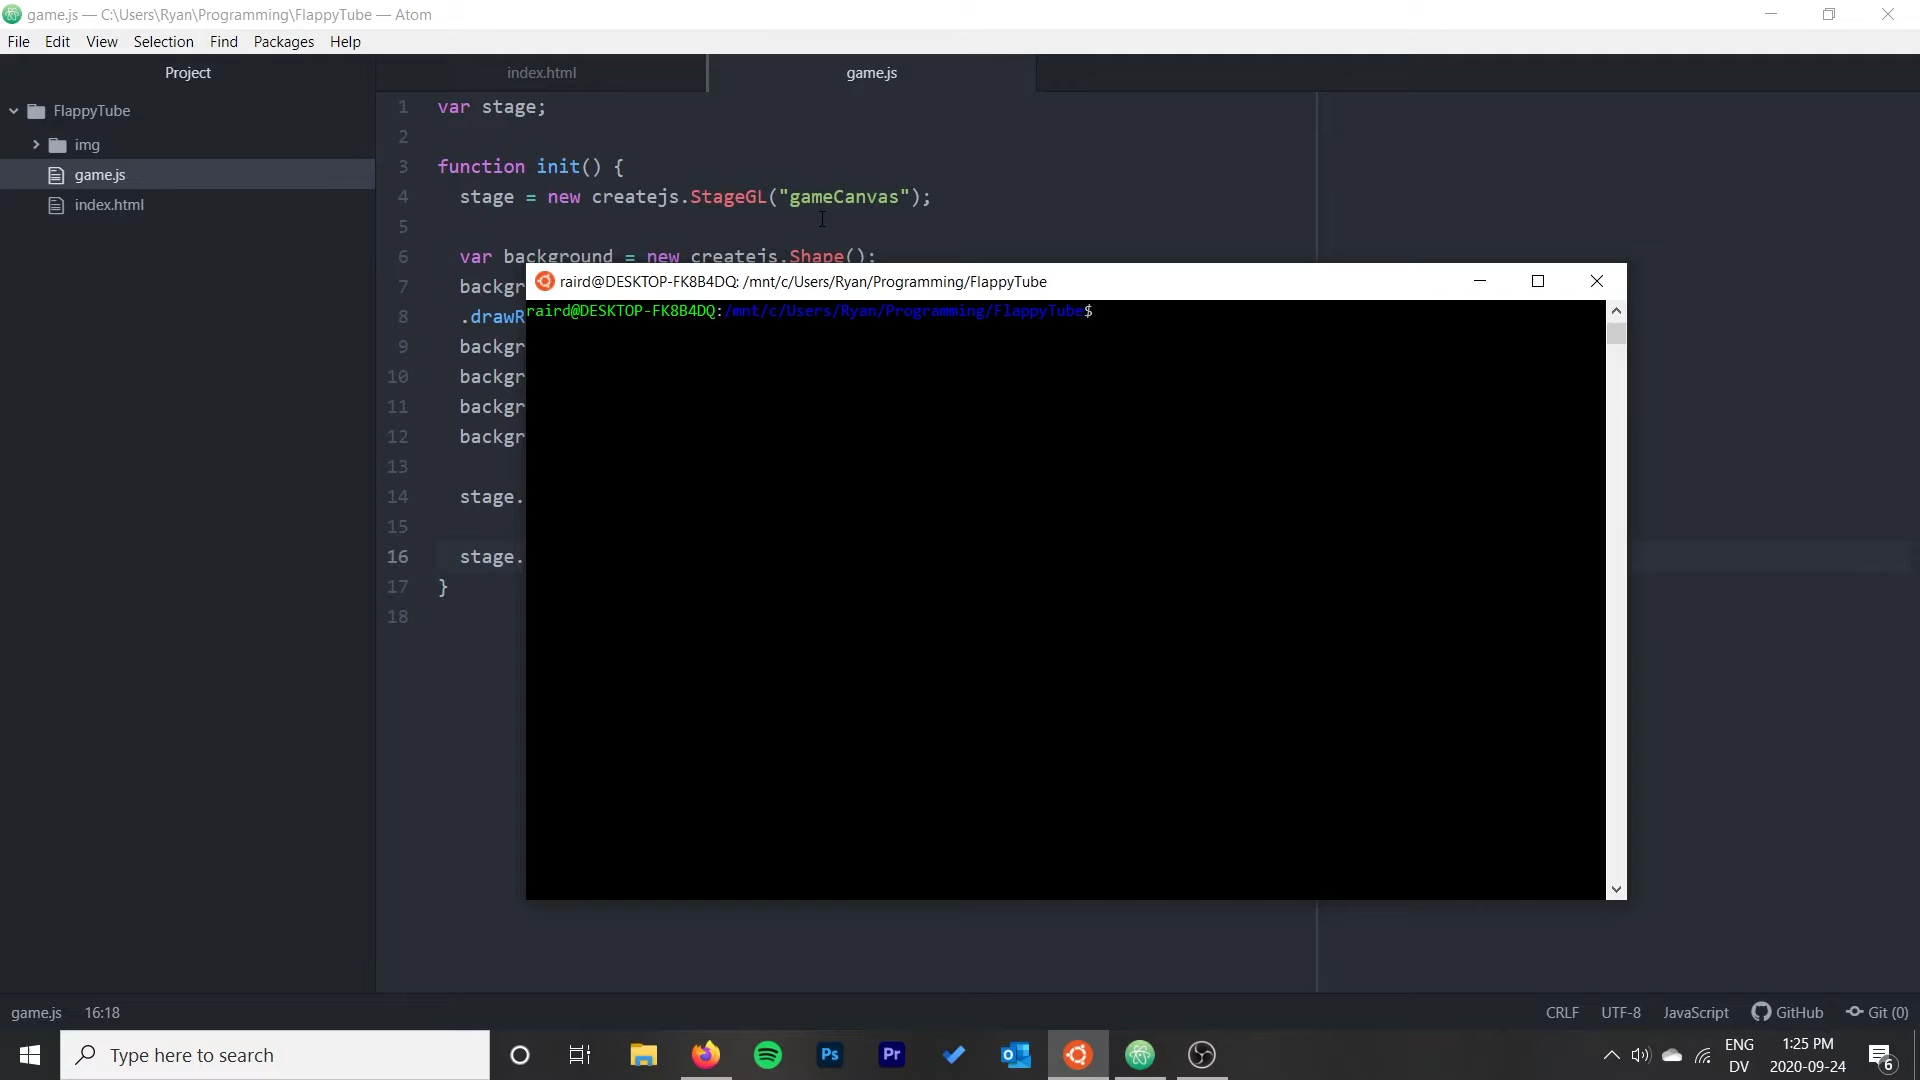 game.js — C:\Users\Ryan\Programming\FlappyTube — Atom
File Edit View Selection Find Packages Help
Project
FlappyTube
img
game.js
index.html
index.html
game.js
1 var stage;
2
3 function init() {
4 stage = new createjs.StageGL("gameCanvas");
5
6 var background = new createjs.Shape();
7 backgr
8 .drawR
9 backgr
10 backgr
11 backgr
12 backgr
13
14 stage.
15
16 stage.
17 }
18
raird@DESKTOP-FK8B4DQ: /mnt/c/Users/Ryan/Programming/FlappyTube
raird@DESKTOP-FK8B4DQ:/mnt/c/Users/Ryan/Programming/FlappyTube$
game.js 16:18
CRLF UTF-8 JavaScript GitHub Git (0)
Type here to search
Ps
Pr
ENG
DV
1:25 PM
2020-09-24
6